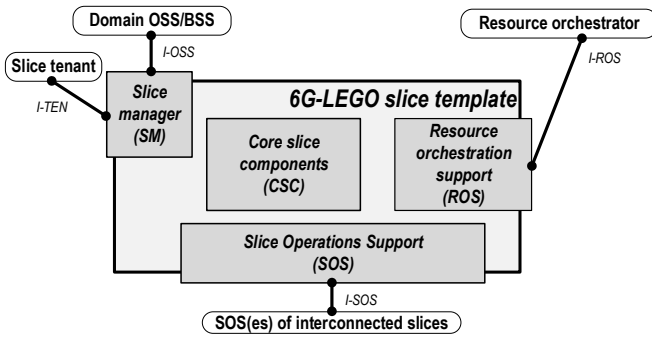 Domain OSS/BSS
Resource orchestrator
I-OSS
I-ROS
Slice tenant
I-TEN
Slice
manager
(SM)
6G-LEGO slice template
Core slice
components
(CSC)
Resource
orchestration
support
(ROS)
Slice Operations Support
(SOS)
I-SOS
SOS(es) of interconnected slices